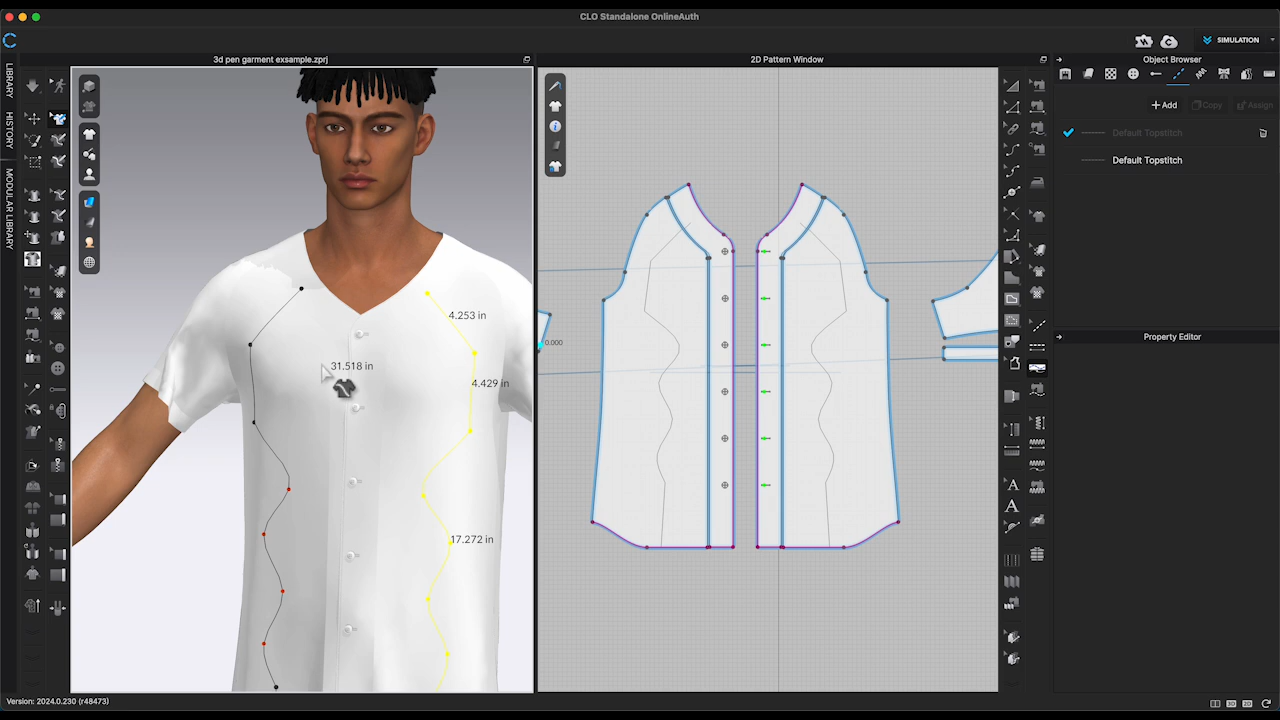 CLO Standalone OnlineAuth
SIMULATION
LIBRARY
HISTORY
MODULAR LIBRARY
3d pen garment exsample.zprj
2D Pattern Window
Object Browser
+ Add
Copy
Assign
Default Topstitch
Default Topstitch
Property Editor
4.253 in
31.518 in
4.429 in
17.272 in
0.000
A
A
Version: 2024.0.230 (r48473)
3D
2D